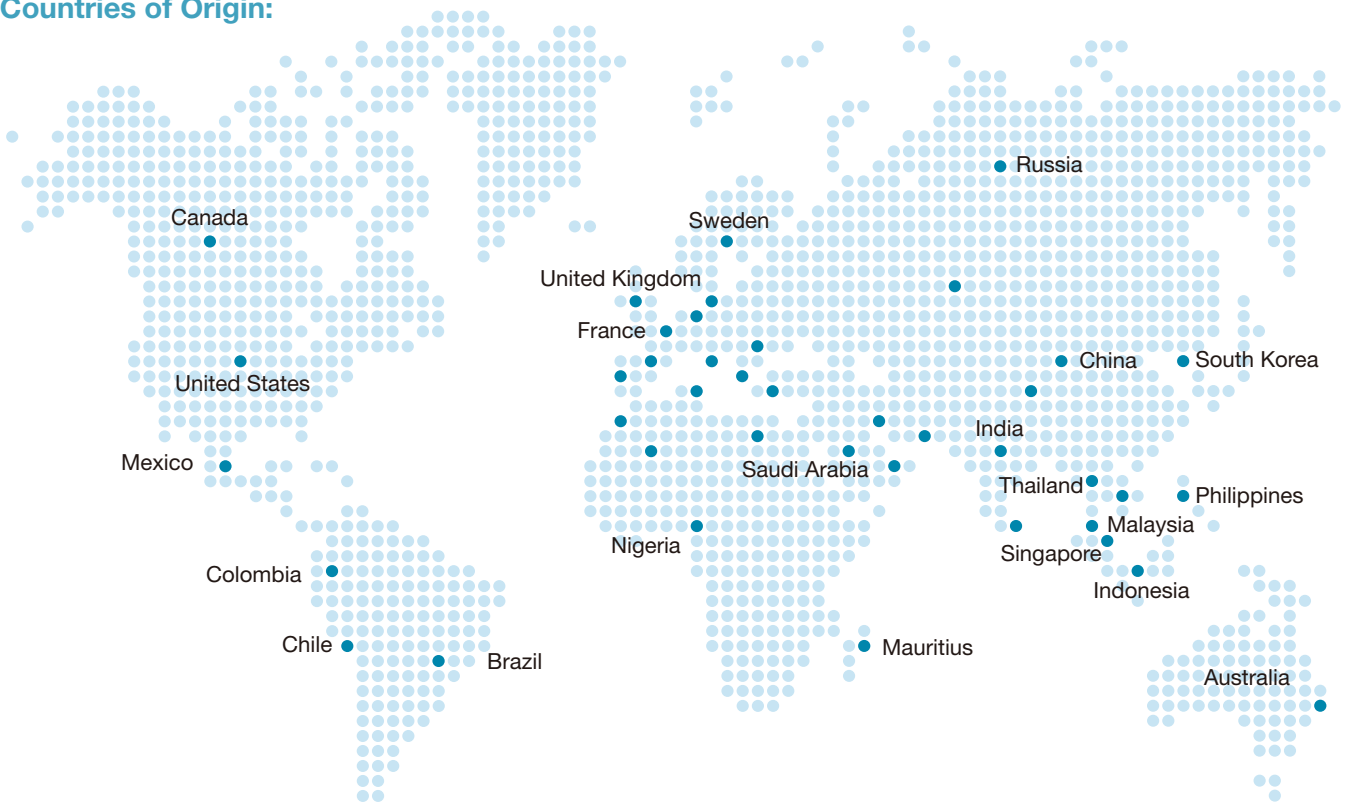 Countries of Origin:
Russia
Canada
Sweden
United Kingdom
France
China
South Korea
United States
India
Mexico
Saudi Arabia
Thailand
Philippines
Malaysia
Nigeria
Singapore
Colombia
Indonesia
Chile
Mauritius
Brazil
Australia